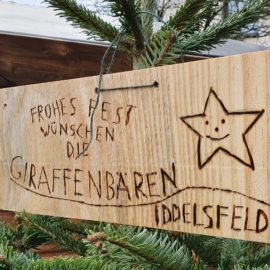 FROHES FEST
WÜNSCHEN
DIE
GIRAFFENBÄREN
IDDELSFELD